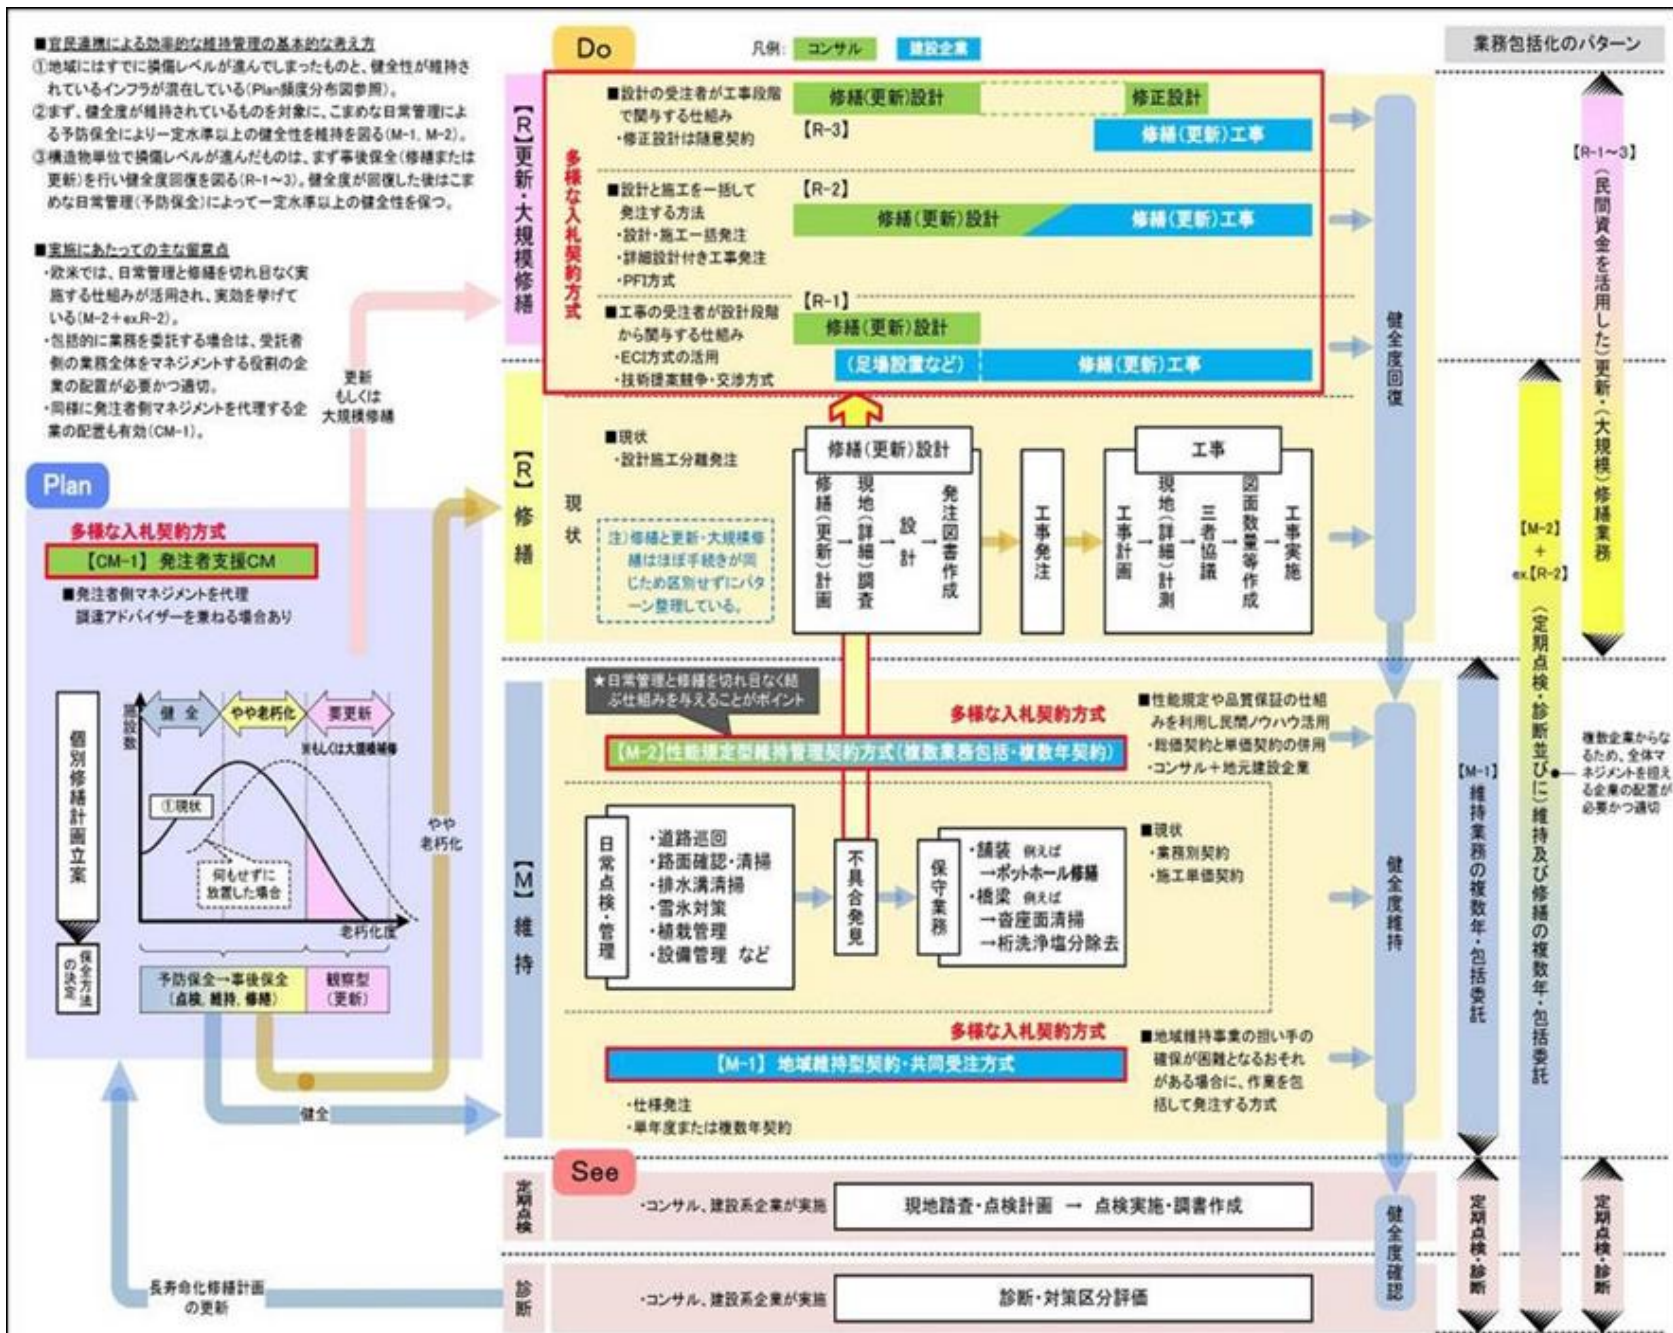 ■官民連携による効率的な維持管理の基本的な考え方
①地域にはすでに損傷レベルが進んでしまったものと、健全性が維持さ
れているインフラが混在している(Plan頻度分布図参照)。
②まず、健全度が維持されているものを対象に、こまめな日常管理によ
る予防保全により一定水準以上の健全性を維持を図る(M-1, M-2)。
③構造物単位で損傷レベルが進んだものは、まず事後保全(修繕または
更新)を行い健全度回復を図る(R-1～3)。健全度が回復した後はこま
めな日常管理(予防保全)によって一定水準以上の健全性を保つ。
■実施にあたっての主な留意点
・欧米では、日常管理と修繕を切れ目なく実
施する仕組みが活用され、実効を挙げて
いる(M-2+ex.R-2)。
・包括的に業務を委託する場合は、受託者
側の業務全体をマネジメントする役割の企
業の配置が必要かつ適切。
・同様に発注者側マネジメントを代理する企
業の配置も有効(CM-1)。
更新
もしくは
大規模修繕
Plan
多様な入札契約方式
【CM-1】発注者支援CM
■発注者側マネジメントを代理
調達アドバイザーを兼ねる場合あり
個別修繕計画立案
保全方法
の決定
施設数
健 全
やや老朽化
要更新
※もしくは大規模補修
①現状
何もせずに
放置した場合
老朽化度
予防保全→事後保全
(点検, 維持, 修繕)
観察型
(更新)
やや
老朽化
健全
長寿命化修繕計画
の更新
Do
凡例:
コンサル
建設企業
【R】更新・大規模修繕
多様な入札契約方式
■設計の受注者が工事段階
で関与する仕組み
・修正設計は随意契約
修繕(更新)設計
修正設計
【R-3】
修繕(更新)工事
■設計と施工を一括して
発注する方法
・設計・施工一括発注
・詳細設計付き工事発注
・PFI方式
【R-2】
修繕(更新)設計
修繕(更新)工事
■工事の受注者が設計段階
から関与する仕組み
・ECI方式の活用
・技術提案競争・交渉方式
【R-1】
修繕(更新)設計
(足場設置など)
修繕(更新)工事
【R】修 繕
現 状
■現状
・設計施工分離発注
注)修繕と更新・大規模修
繕はほぼ手続きが同
じため区別せずにパタ
ーン整理している。
修繕(更新)設計
修繕(更新)計画
→
現地(詳細)調査
→
設 計
→
発注図書作成
工事発注
工事
工事計画
→
現地(詳細)計測
→
三者協議
→
図面数量等作成
→
工事実施
健全度回復
【M】維 持
★日常管理と修繕を切れ目なく結
ぶ仕組みを与えることがポイント
多様な入札契約方式
【M-2】性能規定型維持管理契約方式(複数業務包括・複数年契約)
■性能規定や品質保証の仕組
みを利用し民間ノウハウ活用
・総価契約と単価契約の併用
・コンサル＋地元建設企業
日常点検・管理
・道路巡回
・路面確認・清掃
・排水溝清掃
・雪氷対策
・植栽管理
・設備管理 など
不具合発見
保守業務
・舗装 例えば
→ポットホール修繕
・橋梁 例えば
→沓座面清掃
→桁洗浄塩分除去
■現状
・業務別契約
・施工単価契約
多様な入札契約方式
【M-1】地域維持型契約・共同受注方式
・仕様発注
・単年度または複数年契約
■地域維持事業の担い手の
確保が困難となるおそれ
がある場合に、作業を包
括して発注する方式
健全度維持
See
定期点検
・コンサル、建設系企業が実施
現地踏査・点検計画 → 点検実施・調書作成
診断
・コンサル、建設系企業が実施
診断・対策区分評価
健全度確認
業務包括化のパターン
【R-1～3】
(民間資金を活用した)更新・(大規模)修繕業務
【M-2】
+
ex.【R-2】
(定期点検・診断並びに)維持及び修繕の複数年・包括委託
【M-1】
維持業務の複数年・包括委託
複数企業からな
るため、全体マ
ネジメントを担え
る企業の配置が
必要かつ適切
定期点検・診断
定期点検・診断